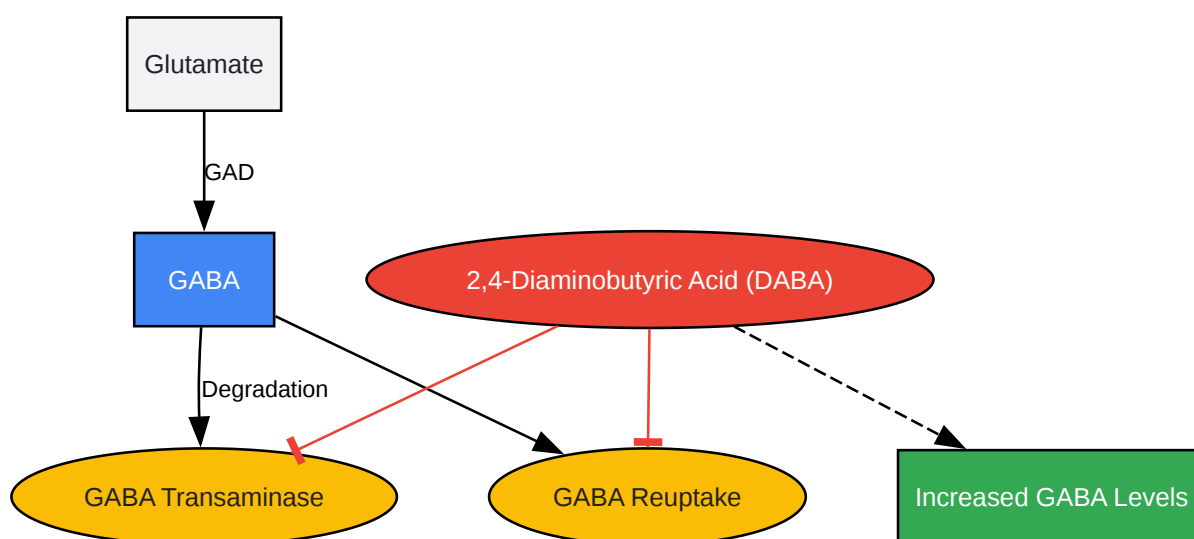 Glutamate
GAD
GABA
2,4-Diaminobutyric Acid (DABA)
Degradation
GABA Transaminase
GABA Reuptake
Increased GABA Levels